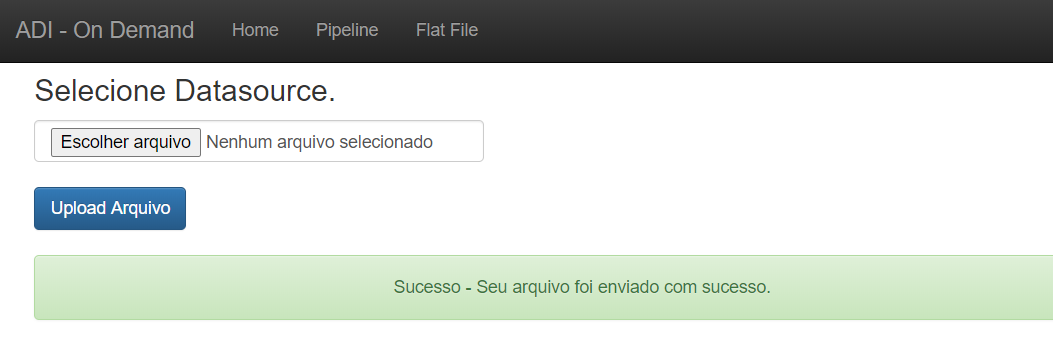 ADI - On Demand Home Pipeline Flat File
Selecione Datasource.
Escolher arquivo Nenhum arquivo selecionado
Upload Arquivo
Sucesso - Seu arquivo foi enviado com sucesso.